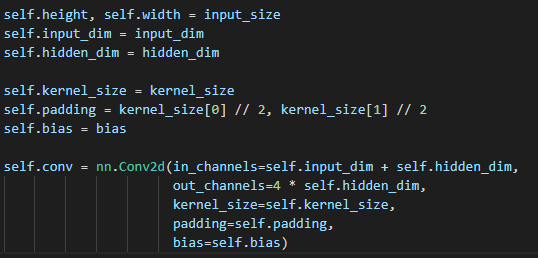 self.height, self.width = input_size
self.input_dim = input_dim
self.hidden_dim = hidden_dim
self.kernel_size = kernel_size
self.padding = kernel_size[0] // 2, kernel_size[1] // 2
self.bias = bias
self.conv = nn.Conv2d(in_channels=self.input_dim + self.hidden_dim,
out_channels=4 * self.hidden_dim,
kernel_size=self.kernel_size,
padding=self.padding,
bias=self.bias)